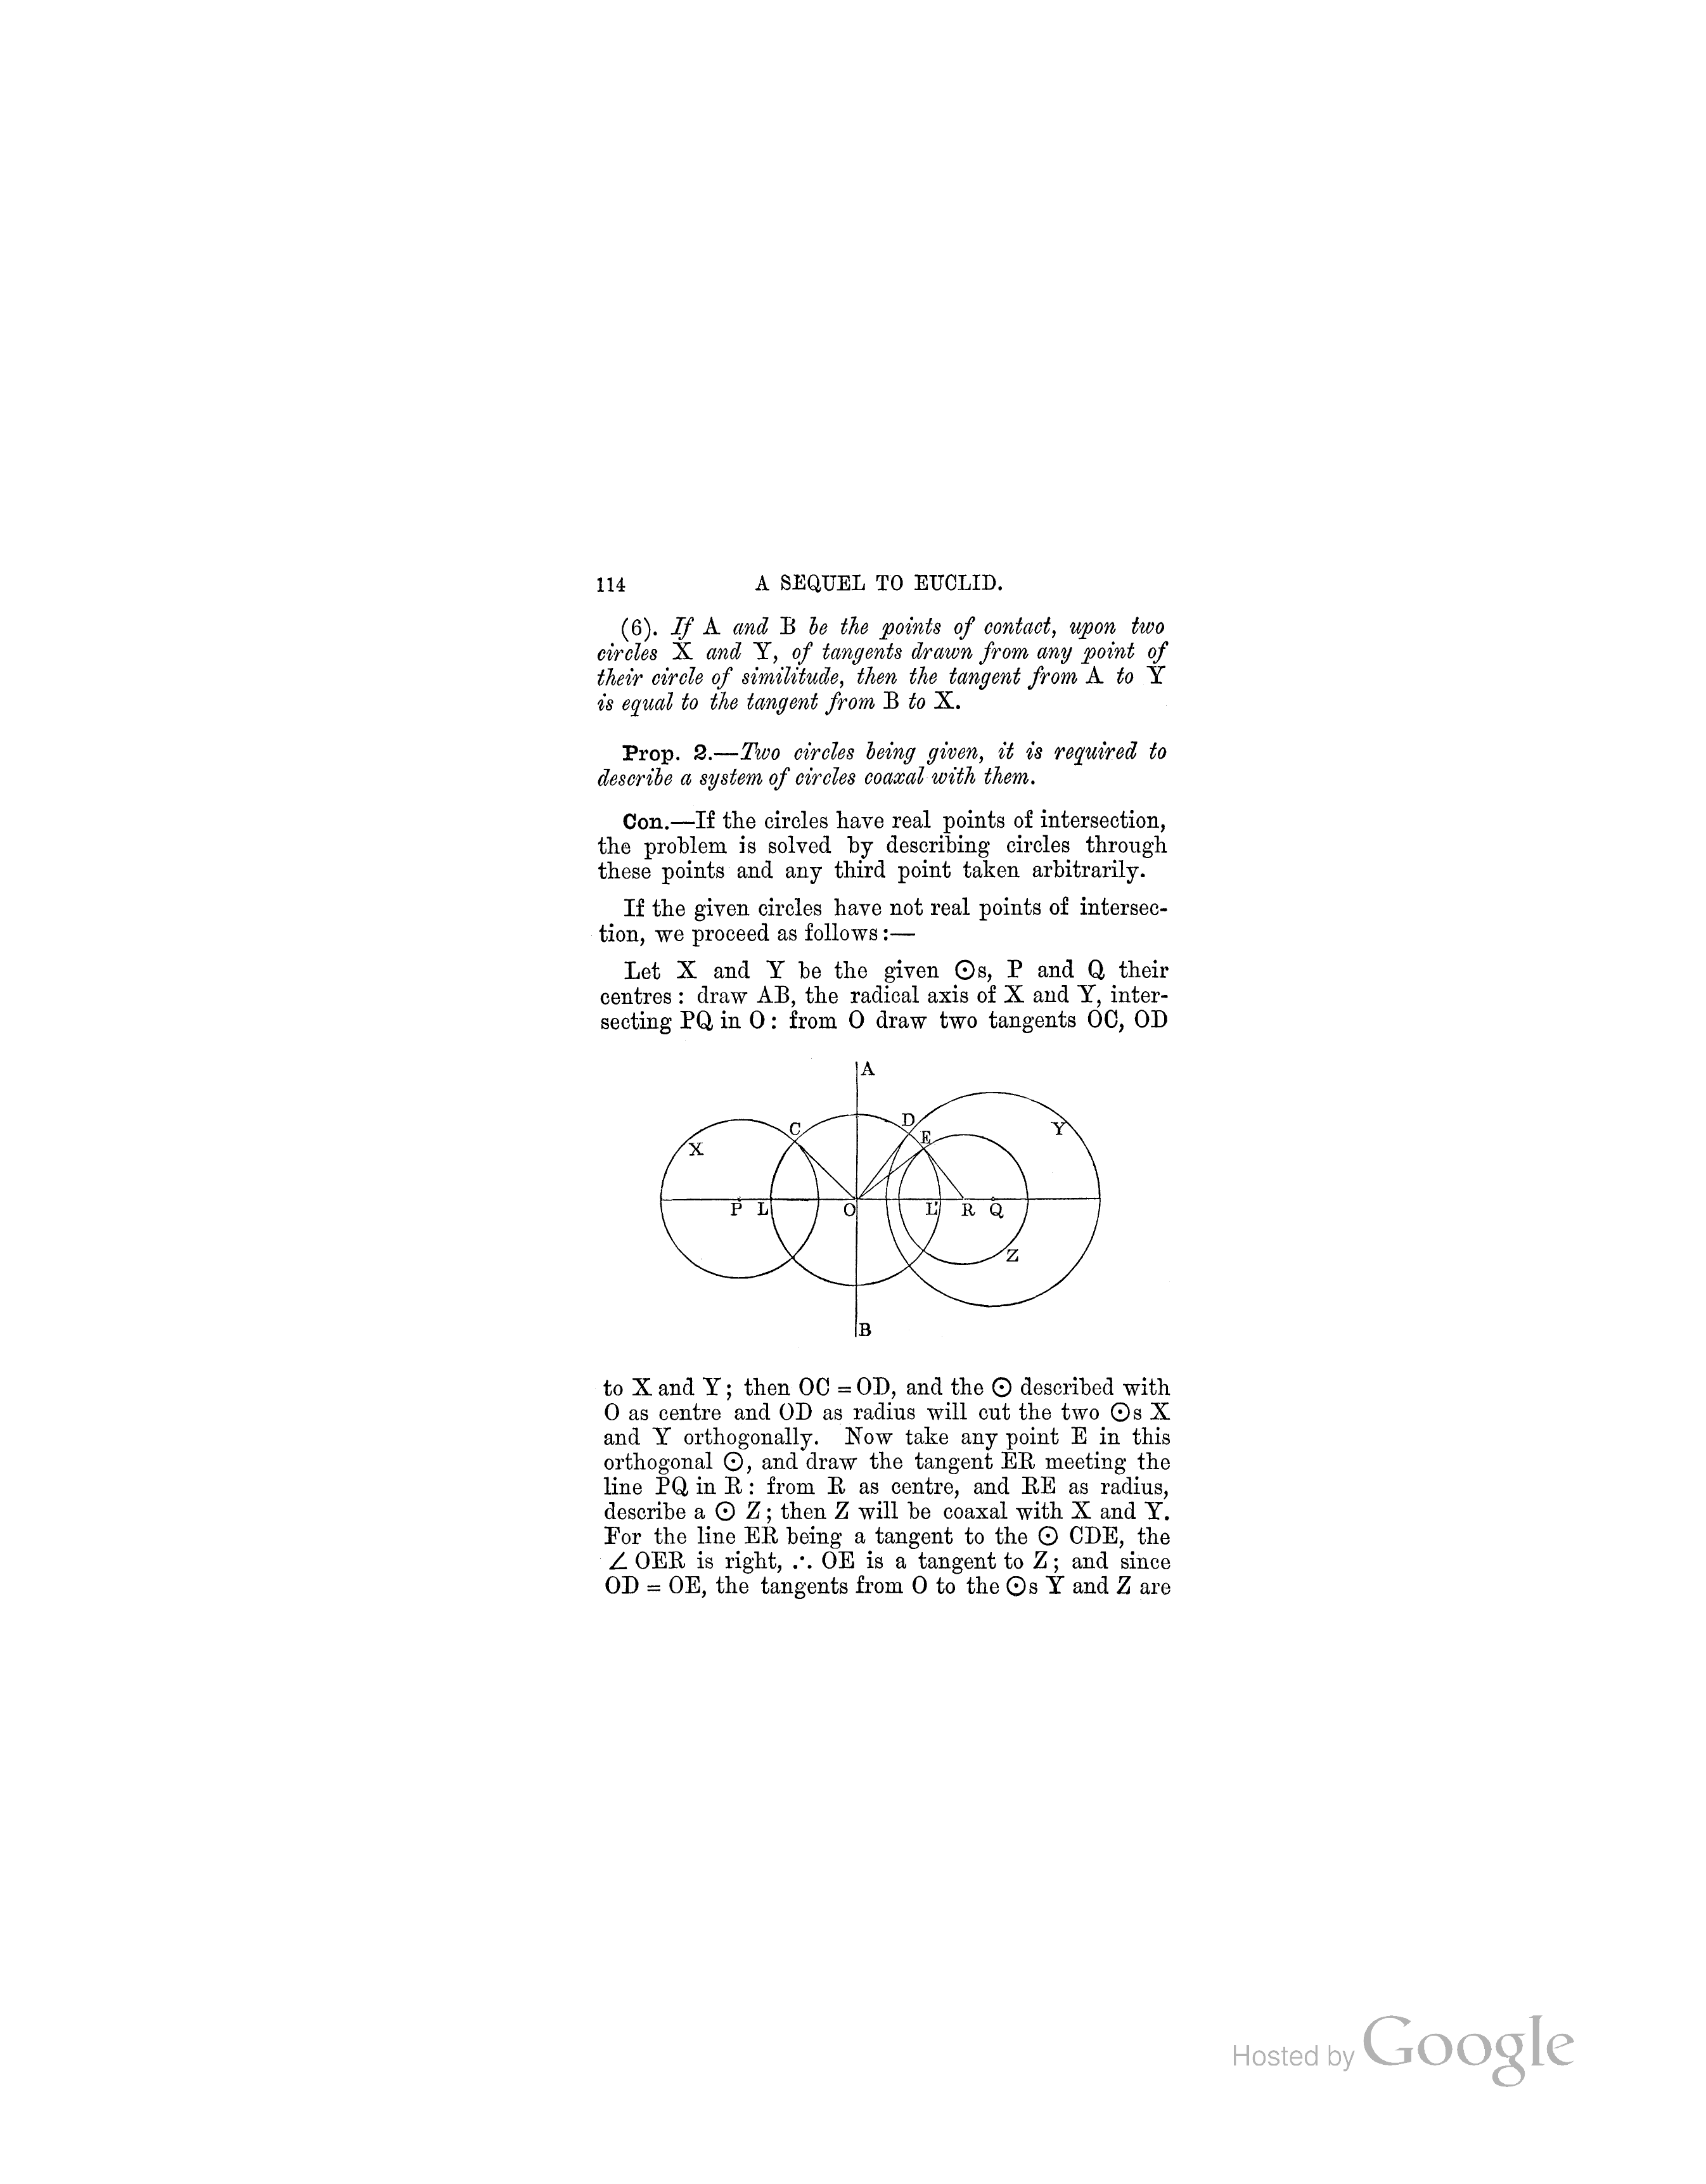 114 A SEQUEL TO EUCLID.
(6). If A and B be the points of contact, upon two
circles X and Y, of tangents drawn from any point of
their circle of similitude, then the tangent from A to Y
is equal to the tangent from B to X.
Prop. 2.—Two circles being given, it is required to
describe a system of circles coaxal with them.
Con.—If the circles have real points of intersection,
the problem is solved by describing circles through
these points and any third point taken arbitrarily.
If the given circles have not real points of intersec-
tion, we proceed as follows:—
Let X and Y be the given ⊙s, P and Q their
centres: draw AB, the radical axis of X and Y, inter-
secting PQ in O: from O draw two tangents OC, OD
A
C D E Y
X
P L O L' R Q
Z
B
to X and Y; then OC = OD, and the ⊙ described with
O as centre and OD as radius will cut the two ⊙s X
and Y orthogonally. Now take any point E in this
orthogonal ⊙, and draw the tangent ER meeting the
line PQ in R: from R as centre, and RE as radius,
describe a ⊙ Z; then Z will be coaxal with X and Y.
For the line ER being a tangent to the ⊙ CDE, the
∠ OER is right, ∴ OE is a tangent to Z; and since
OD = OE, the tangents from O to the ⊙s Y and Z are
Hosted by Google